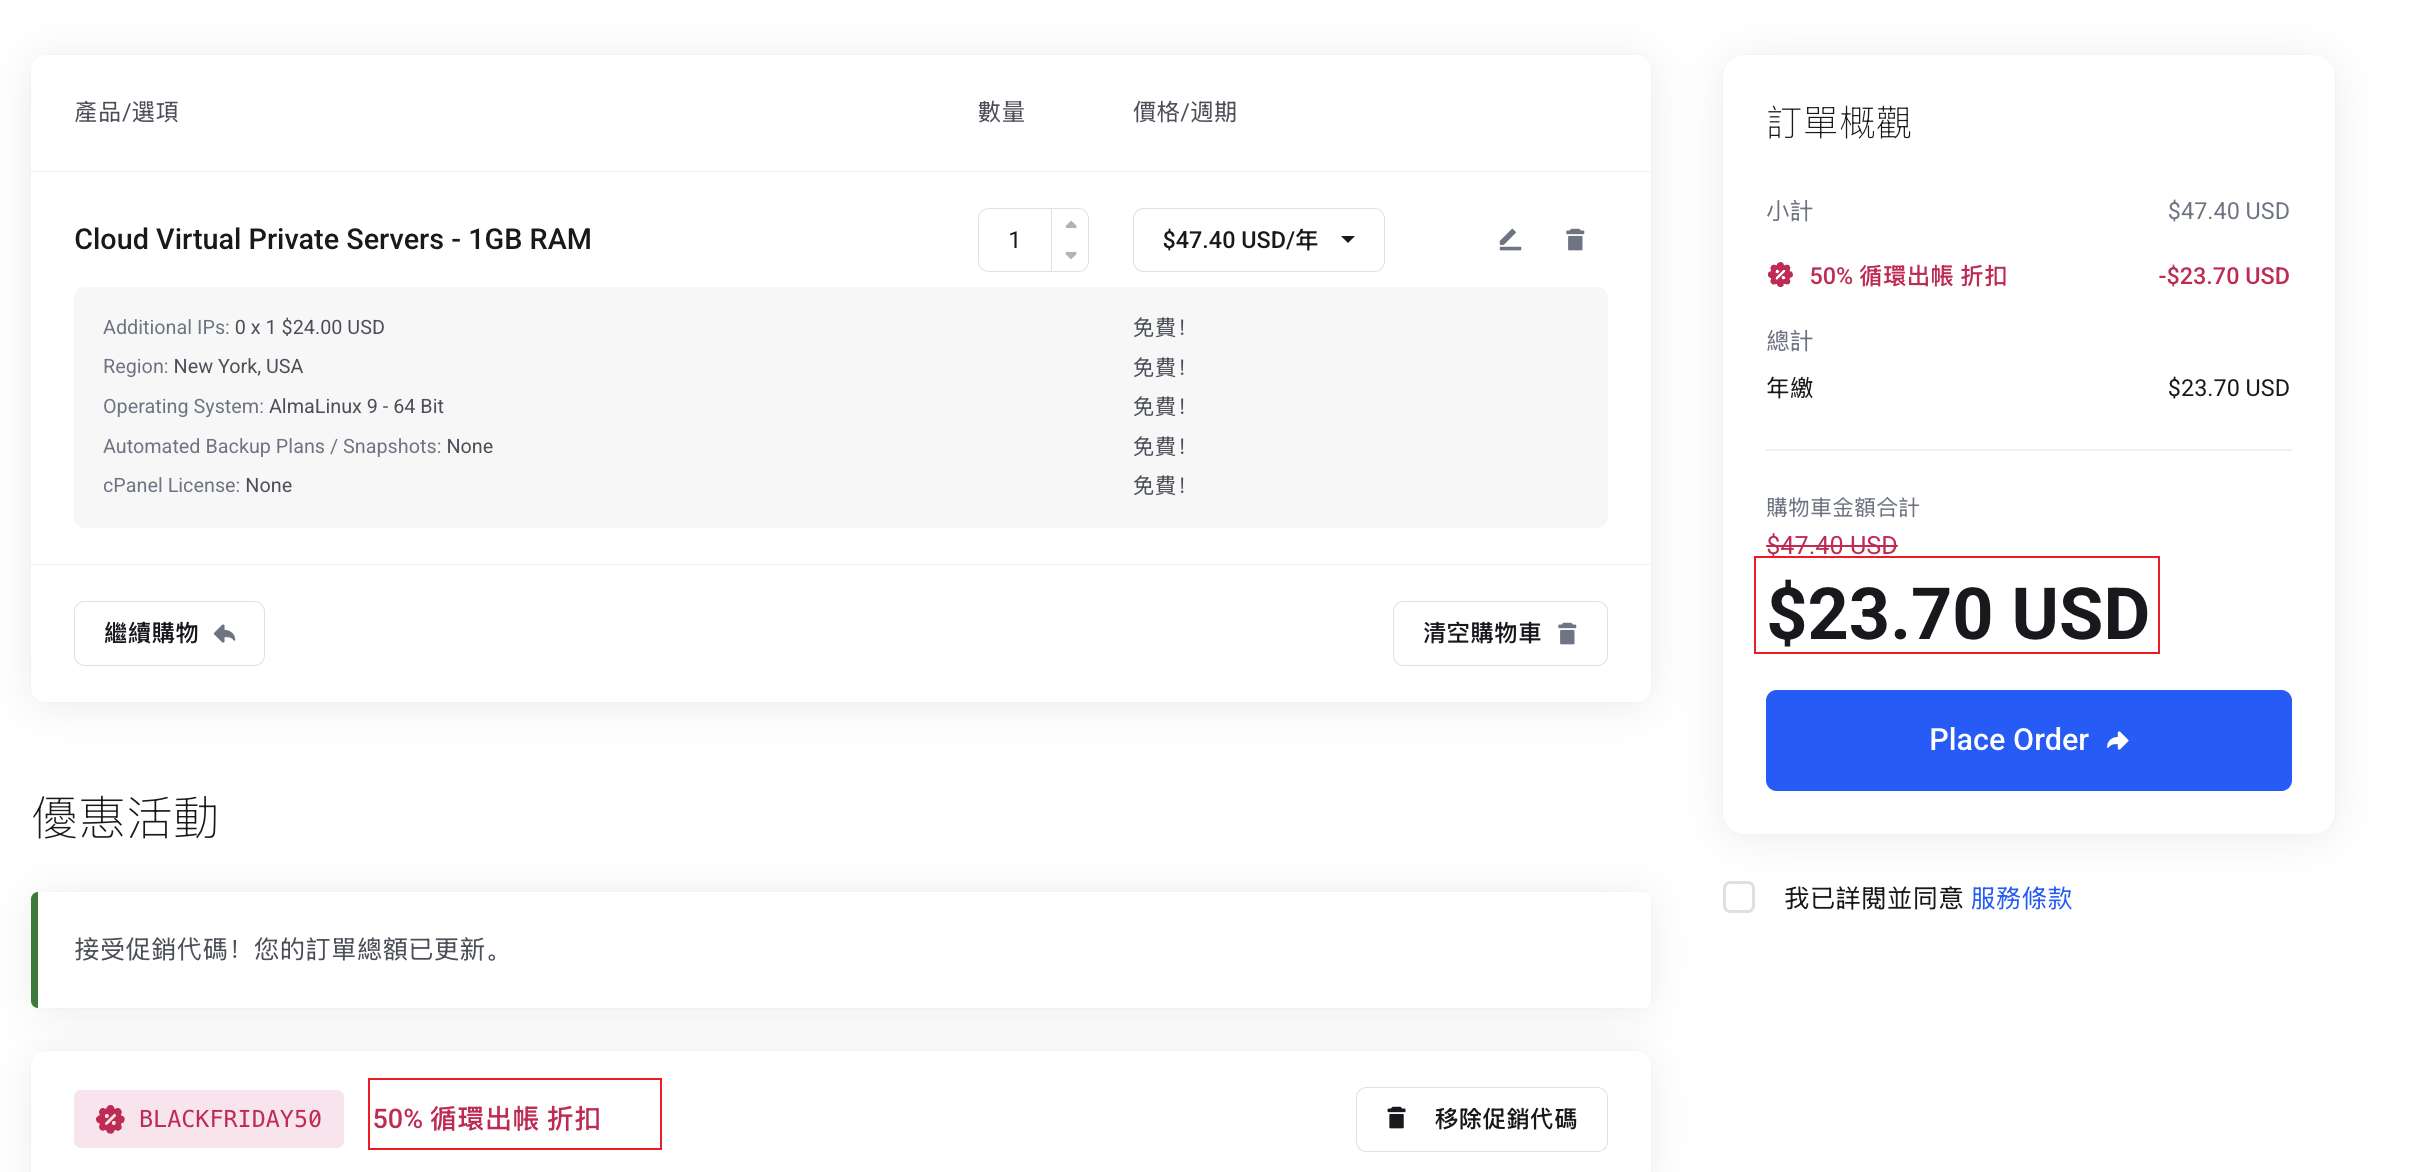 產品/選項 數量 價格/週期
Cloud Virtual Private Servers - 1GB RAM 1 $47.40 USD/年
Additional IPs: 0 x 1 $24.00 USD 免費！
Region: New York, USA 免費！
Operating System: AlmaLinux 9 - 64 Bit 免費！
Automated Backup Plans / Snapshots: None 免費！
cPanel License: None 免費！
繼續購物 清空購物車
優惠活動
接受促銷代碼！您的訂單總額已更新。
BLACKFRIDAY50 50% 循環出帳 折扣 移除促銷代碼
訂單概觀
小計 $47.40 USD
50% 循環出帳 折扣 -$23.70 USD
總計
年繳 $23.70 USD
購物車金額合計
$47.40 USD
$23.70 USD
Place Order
我已詳閱並同意 服務條款